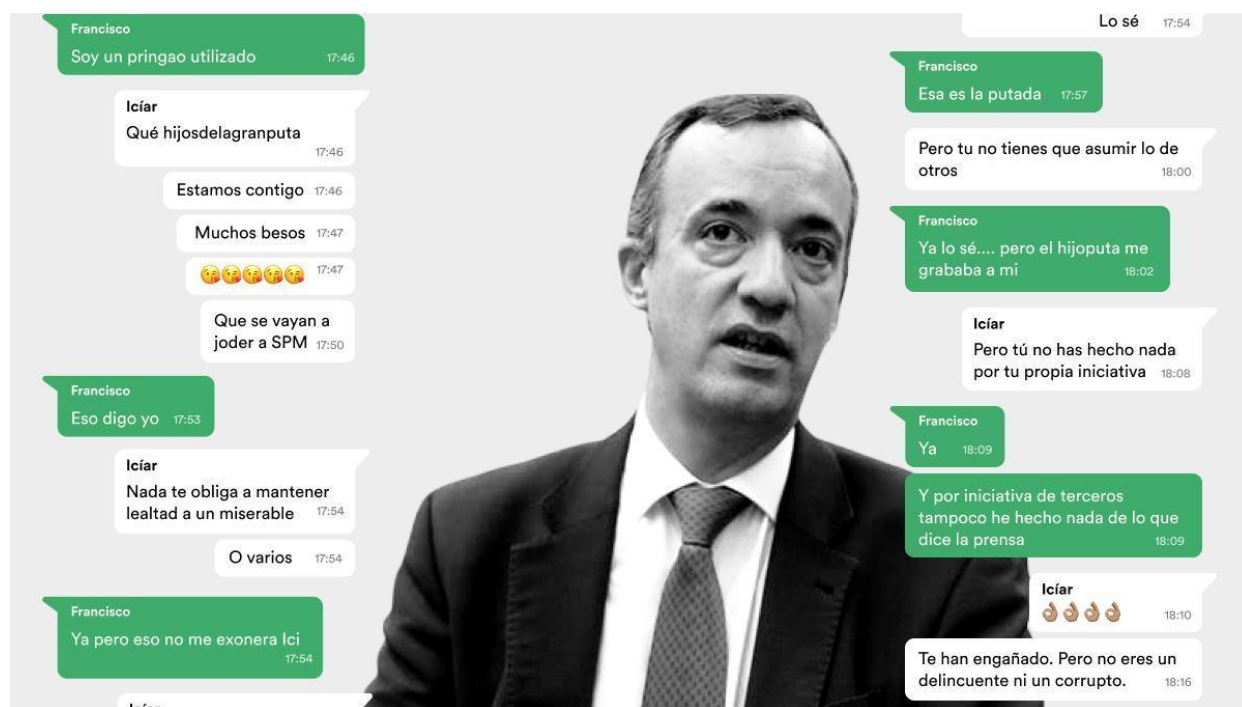 Francisco
Soy un pringao utilizado 17:46
Icíar
Qué hijosdelagranputa
17:46
Estamos contigo 17:46
Muchos besos 17:47
😘😘😘😘😘 17:47
Que se vayan a
joder a SPM 17:50
Francisco
Eso digo yo 17:53
Icíar
Nada te obliga a mantener
lealtad a un miserable 17:54
O varios 17:54
Francisco
Ya pero eso no me exonera Ici
17:54
Lo sé 17:54
Francisco
Esa es la putada 17:57
Pero tu no tienes que asumir lo de
otros 18:00
Francisco
Ya lo sé.... pero el hijoputa me
grababa a mi 18:02
Icíar
Pero tú no has hecho nada
por tu propia iniciativa 18:08
Francisco
Ya 18:09
Y por iniciativa de terceros
tampoco he hecho nada de lo que
dice la prensa 18:09
Icíar
👌🏽👌🏽👌🏽👌🏽 18:10
Te han engañado. Pero no eres un
delincuente ni un corrupto. 18:16